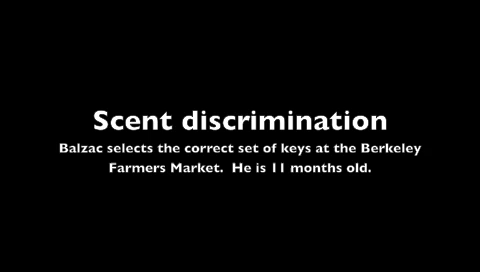 Scent discrimination
Balzac selects the correct set of keys at the Berkeley
Farmers Market.  He is 11 months old.